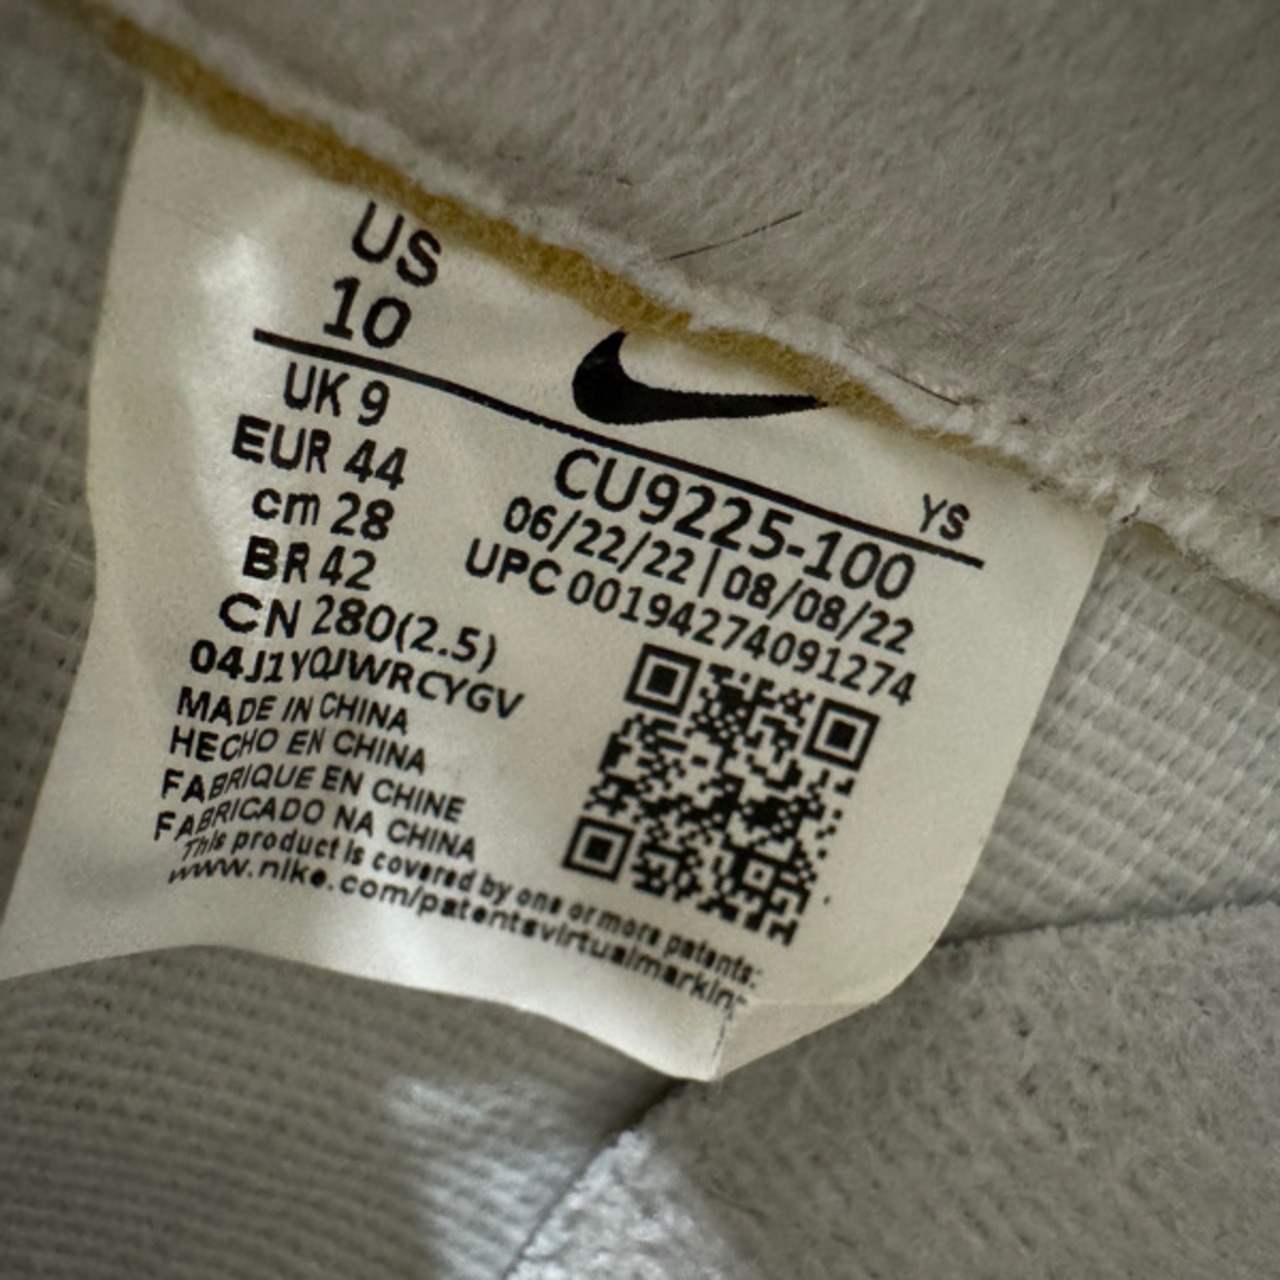 US
10
UK 9
EUR 44
cm 28
BR 42
CN 280(2.5)
04J1YQJWRCYGV
MADE IN CHINA
HECHO EN CHINA
FABRIQUE EN CHINE
FABRICADO NA CHINA
This product is covered by one or more patents:
www.nike.com/patentsvirtualmarking
YS
CU9225-100
06/22/22 | 08/08/22
UPC 00194274091274